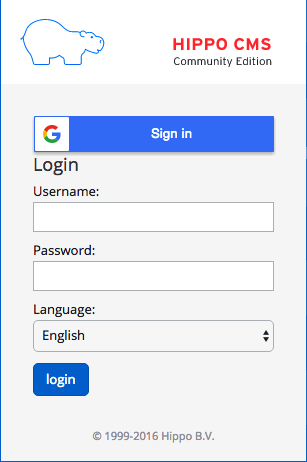 HIPPO CMS
Community Edition
G Sign in
Login
Username:
Password:
Language:
English
login
© 1999-2016 Hippo B.V.